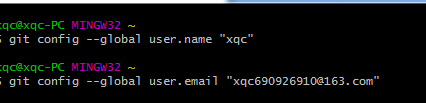 xqc@xqc-PC MINGW32 ~
$ git config --global user.name "xqc"
xqc@xqc-PC MINGW32 ~
$ git config --global user.email "xqc690926910@163.com"